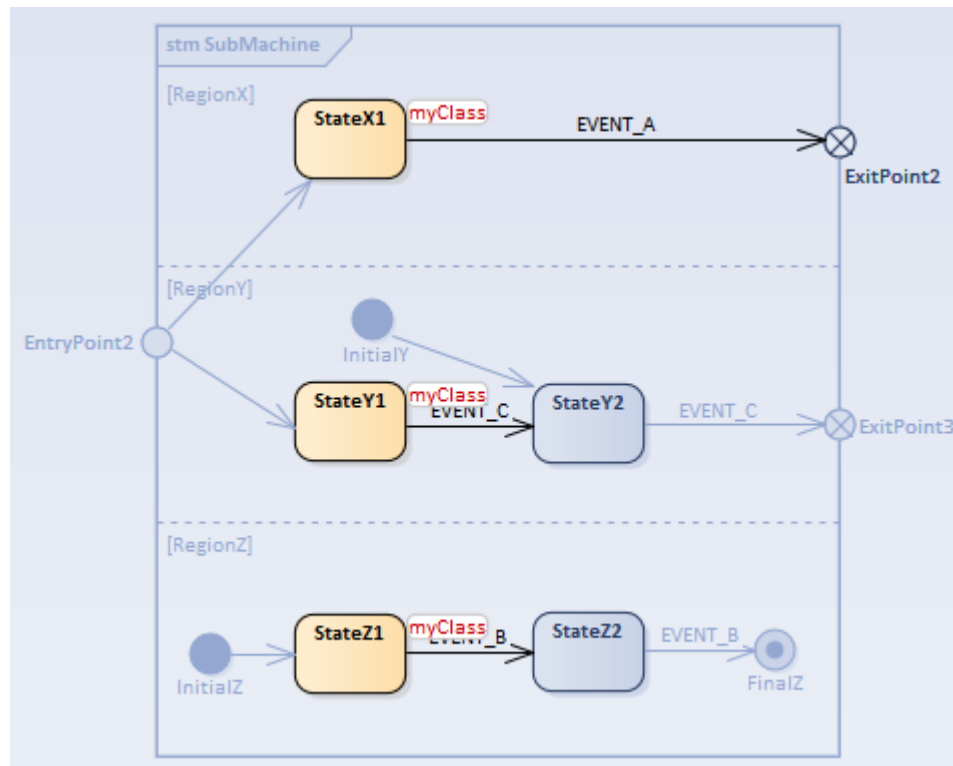 stm SubMachine
[RegionX]
StateX1
myClass
EVENT_A
ExitPoint2
[RegionY]
EntryPoint2
InitialY
StateY1
myClass
EVENT_C
StateY2
EVENT_C
ExitPoint3
[RegionZ]
StateZ1
myClass
EVENT_B
StateZ2
EVENT_B
InitialZ
FinalZ